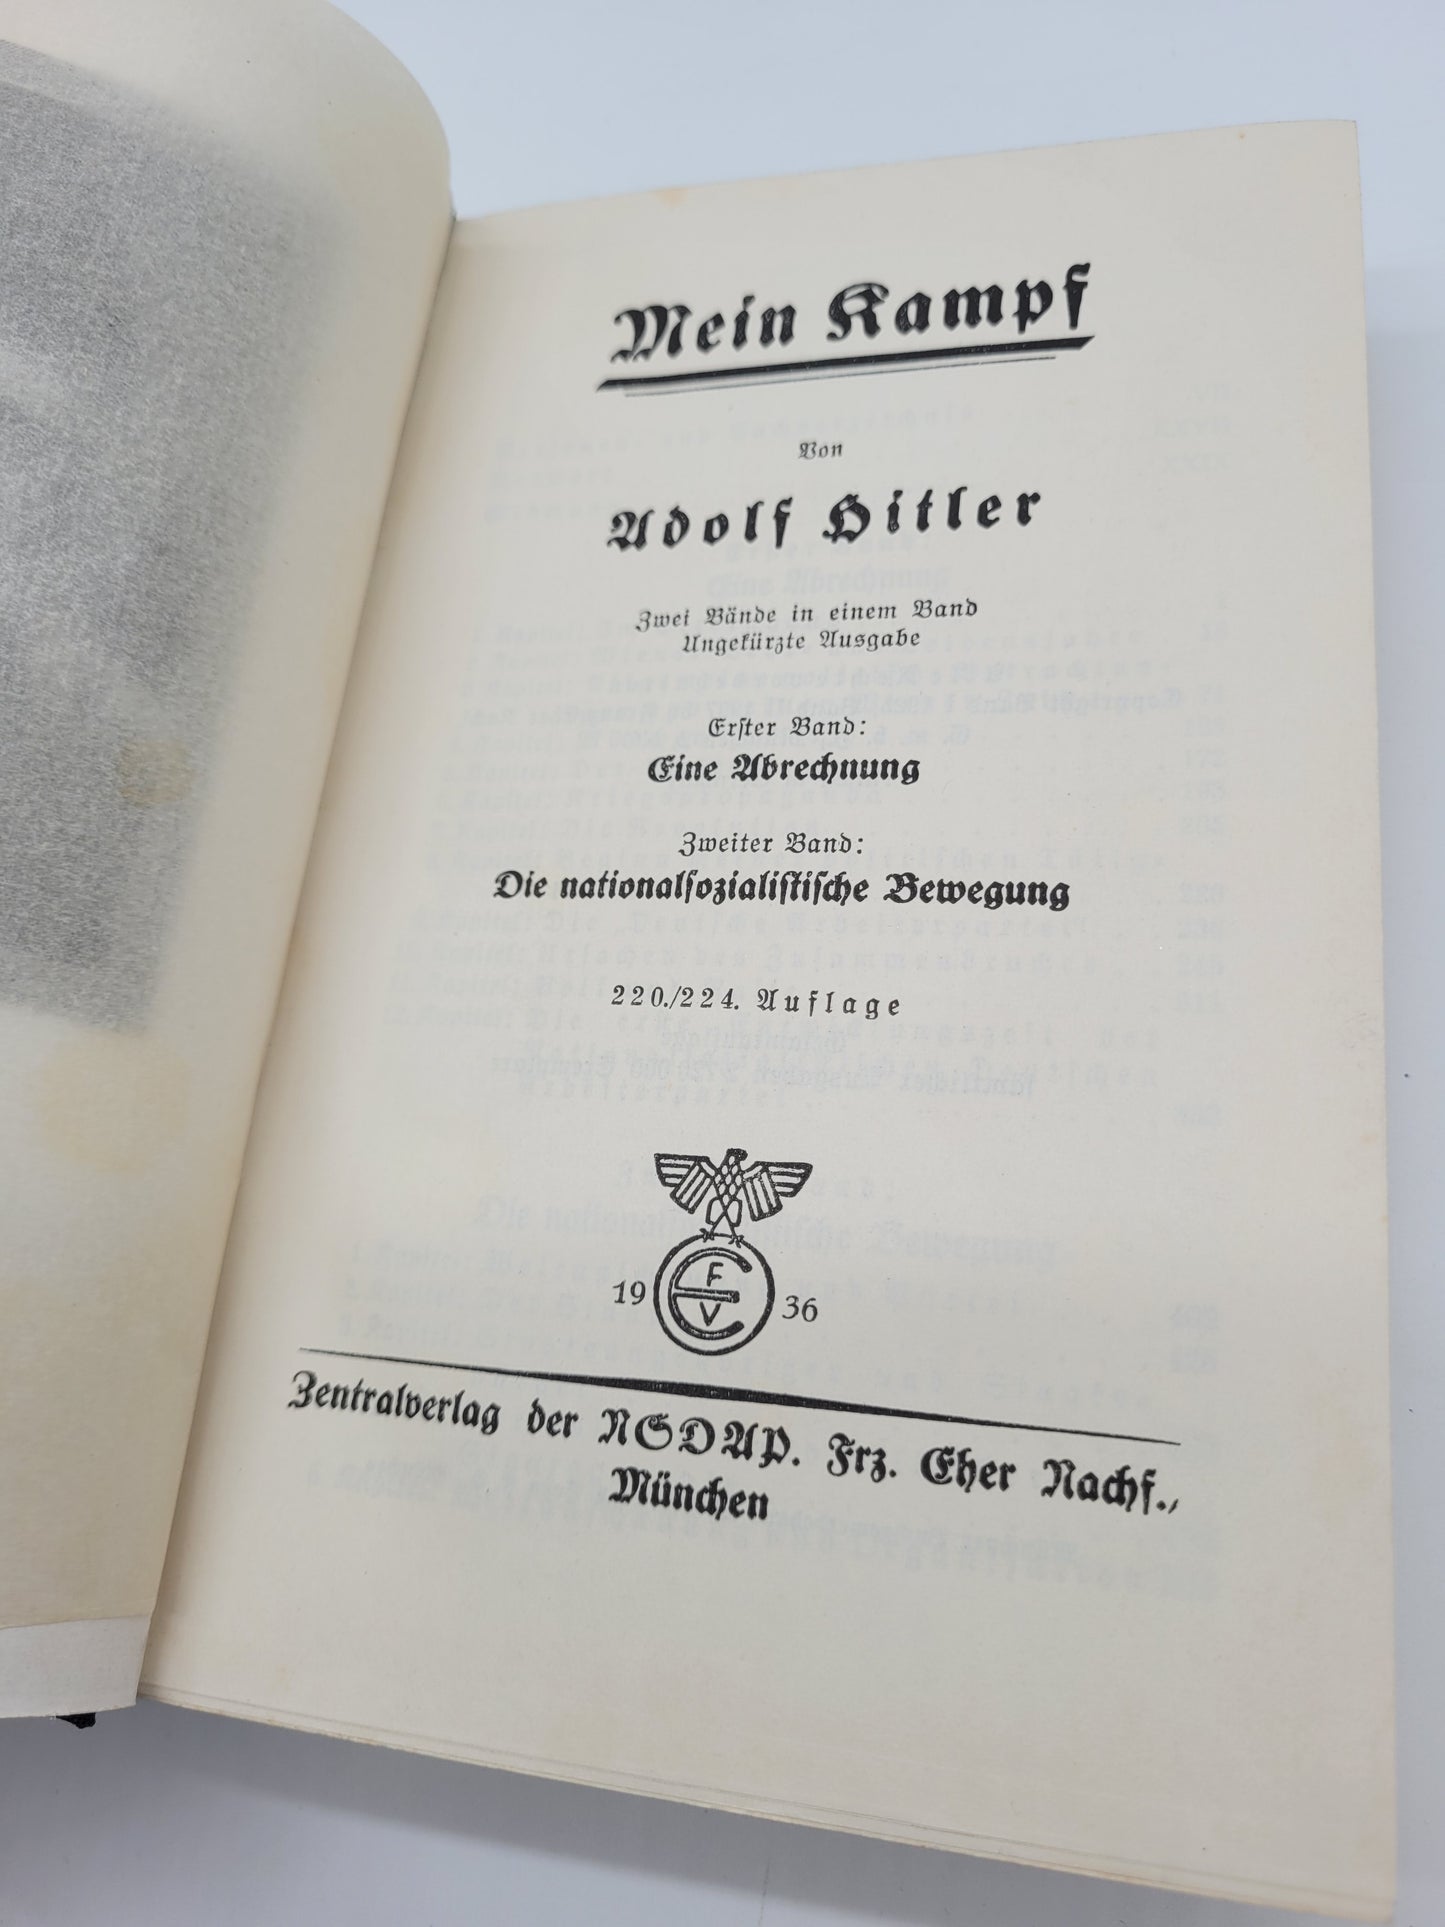 Mein Kampf
Von
Adolf Hitler
Zwei Bände in einem Band
Ungekürzte Ausgabe
Erster Band:
Eine Abrechnung
Zweiter Band:
Die nationalsozialistische Bewegung
220./224. Auflage
19 F E V 36
Zentralverlag der NSDAP. Frz. Eher Nachf.,
München